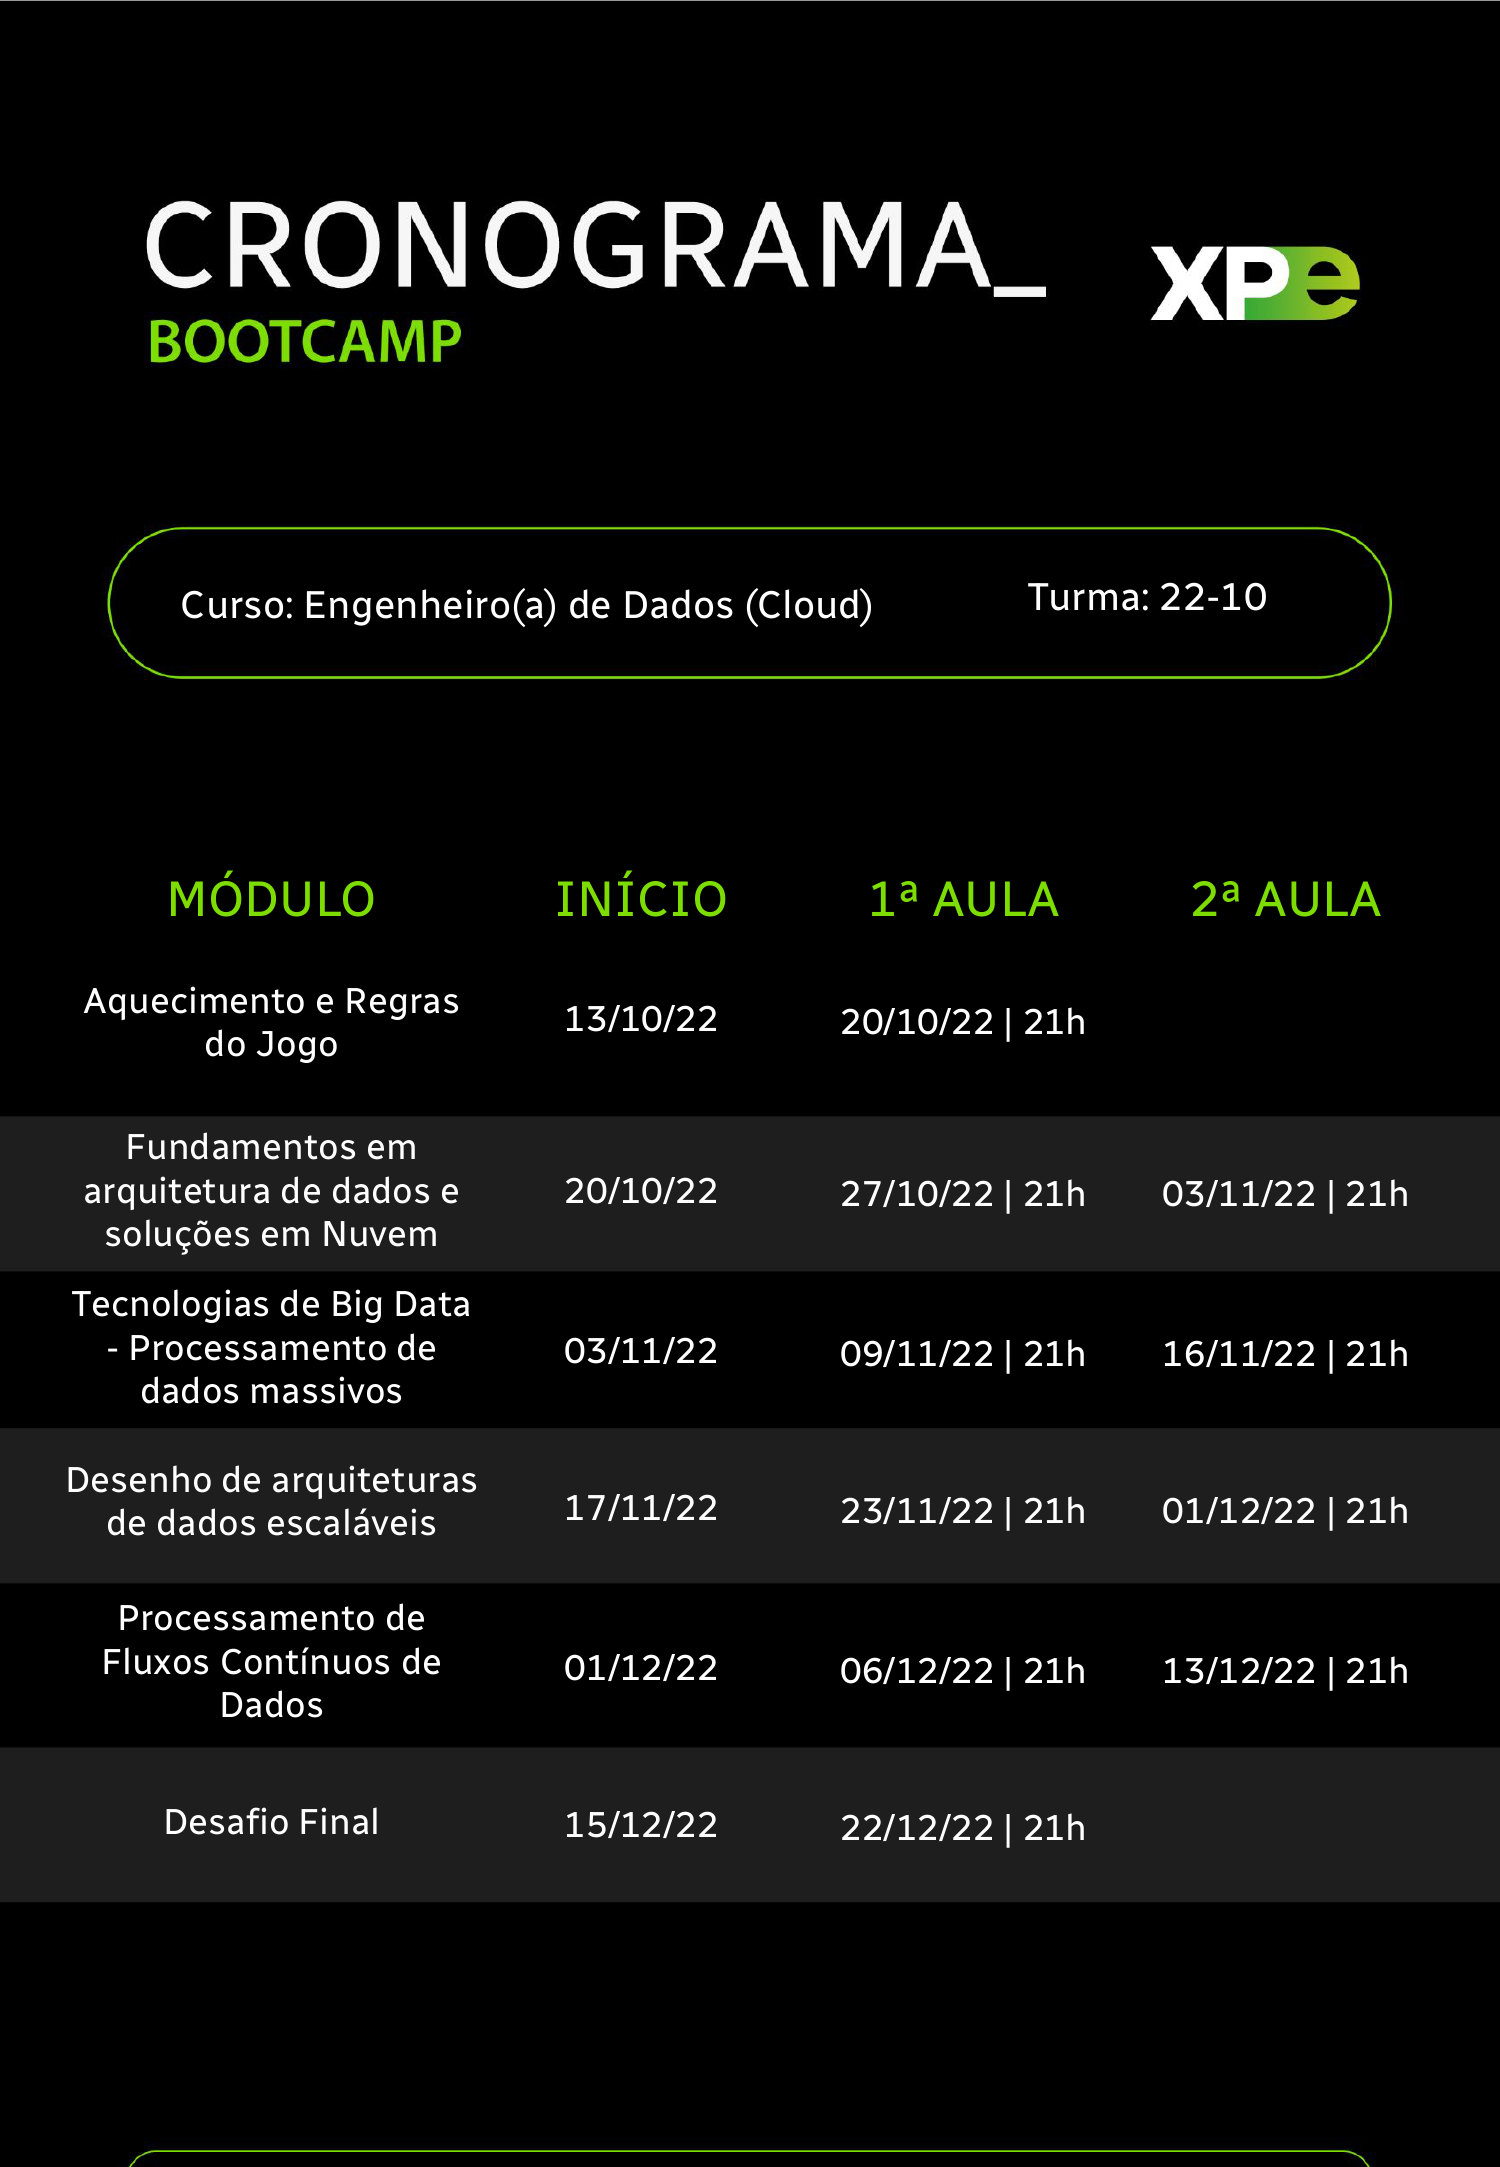 CRONOGRAMA_
XPe
BOOTCAMP
Curso: Engenheiro(a) de Dados (Cloud) Turma: 22-10
MÓDULO INÍCIO 1ª AULA 2ª AULA
Aquecimento e Regras
do Jogo
13/10/22 20/10/22 | 21h
Fundamentos em
arquitetura de dados e
soluções em Nuvem
20/10/22 27/10/22 | 21h 03/11/22 | 21h
Tecnologias de Big Data
- Processamento de
dados massivos
03/11/22 09/11/22 | 21h 16/11/22 | 21h
Desenho de arquiteturas
de dados escaláveis
17/11/22 23/11/22 | 21h 01/12/22 | 21h
Processamento de
Fluxos Contínuos de
Dados
01/12/22 06/12/22 | 21h 13/12/22 | 21h
Desafio Final 15/12/22 22/12/22 | 21h